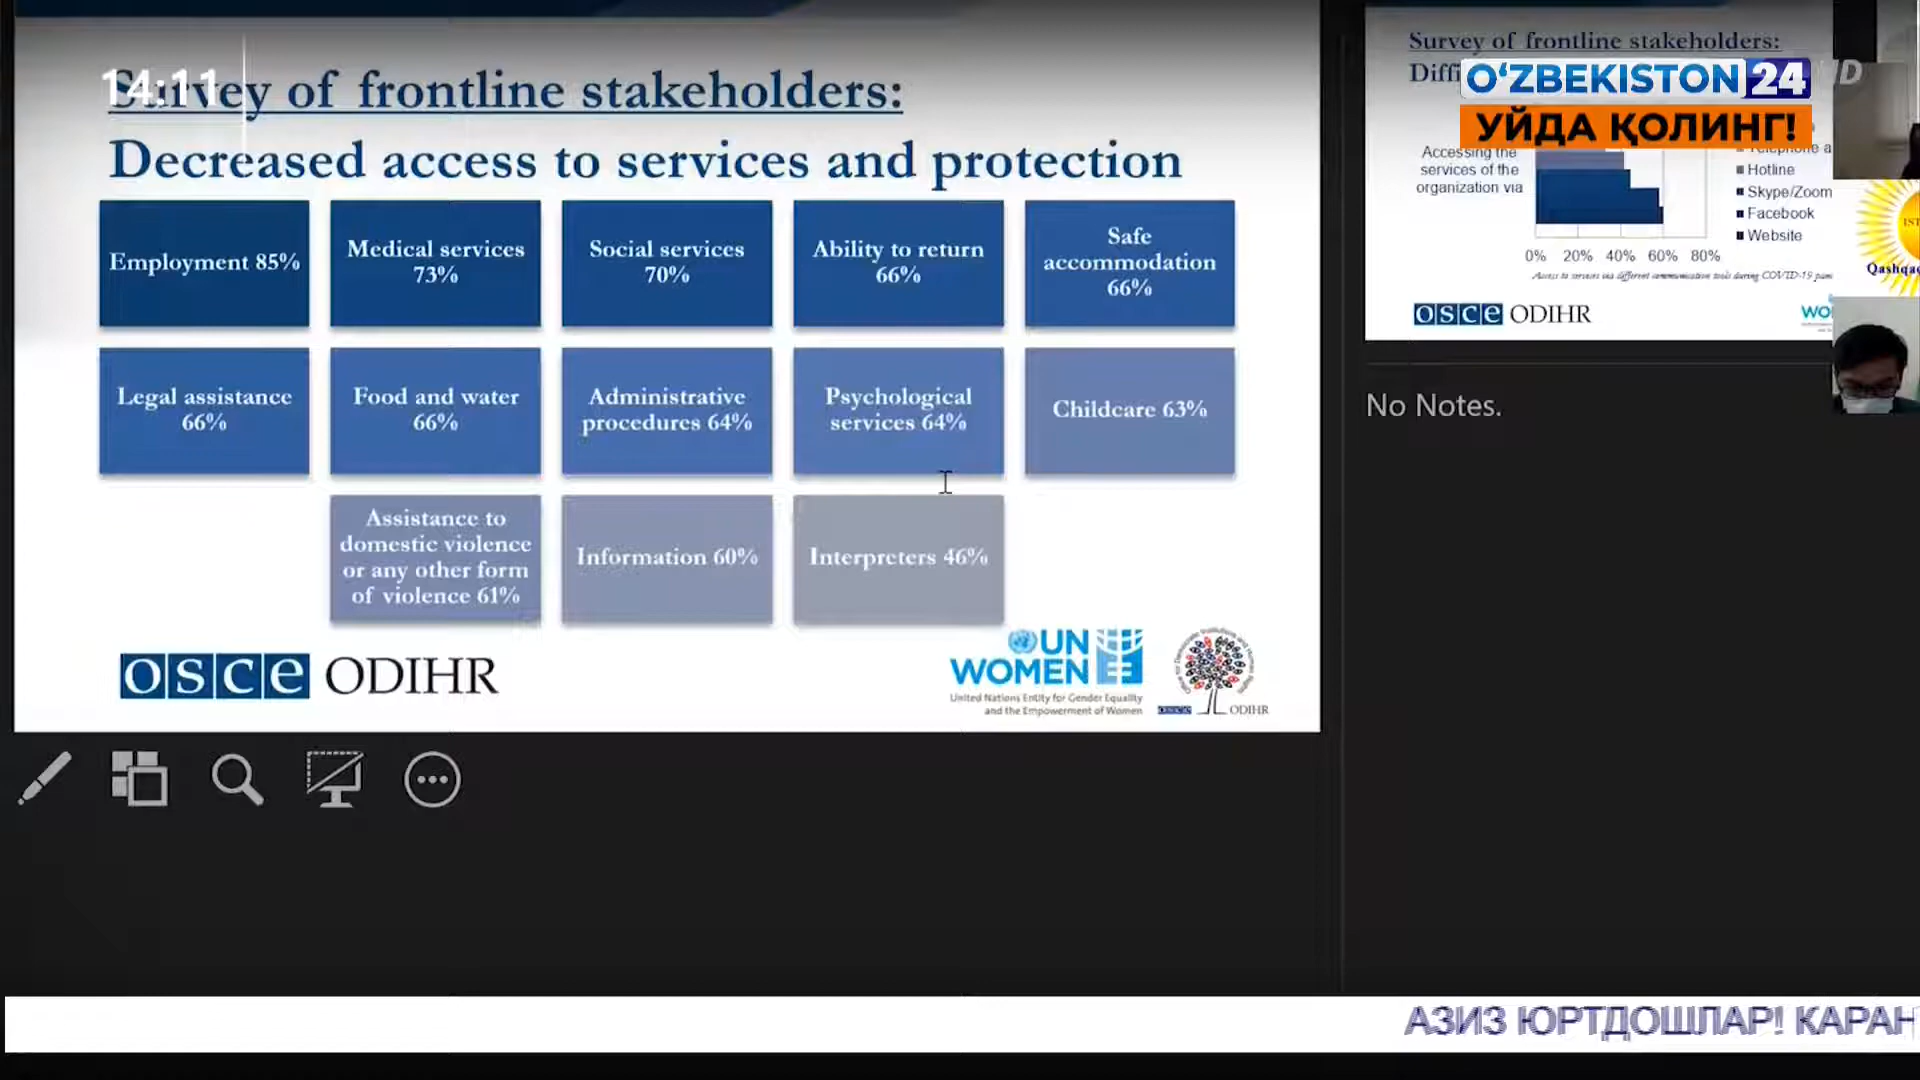 14:11
Survey of frontline stakeholders:
Decreased access to services and protection
Employment 85%
Medical services
73%
Social services
70%
Ability to return
66%
Safe
accommodation
66%
Legal assistance
66%
Food and water
66%
Administrative
procedures 64%
Psychological
services 64%
Childcare 63%
Assistance to
domestic violence
or any other form
of violence 61%
Information 60%
Interpreters 46%
osce ODIHR
UN
WOMEN
United Nations Entity for Gender Equality
and the Empowerment of Women
osce ODIHR
Survey of frontline stakeholders:
Diffi
O‘ZBEKISTON 24 HD
УЙДА ҚОЛИНГ!
Accessing the
services of the
organization via
Telephone a
Hotline
Skype/Zoom
Facebook
Website
0% 20% 40% 60% 80%
Access to services via different communication tools during COVID-19 pan
osce ODIHR
WO
IST
Qashqa
No Notes.
АЗИЗ ЮРТДОШЛАР! КАРАН